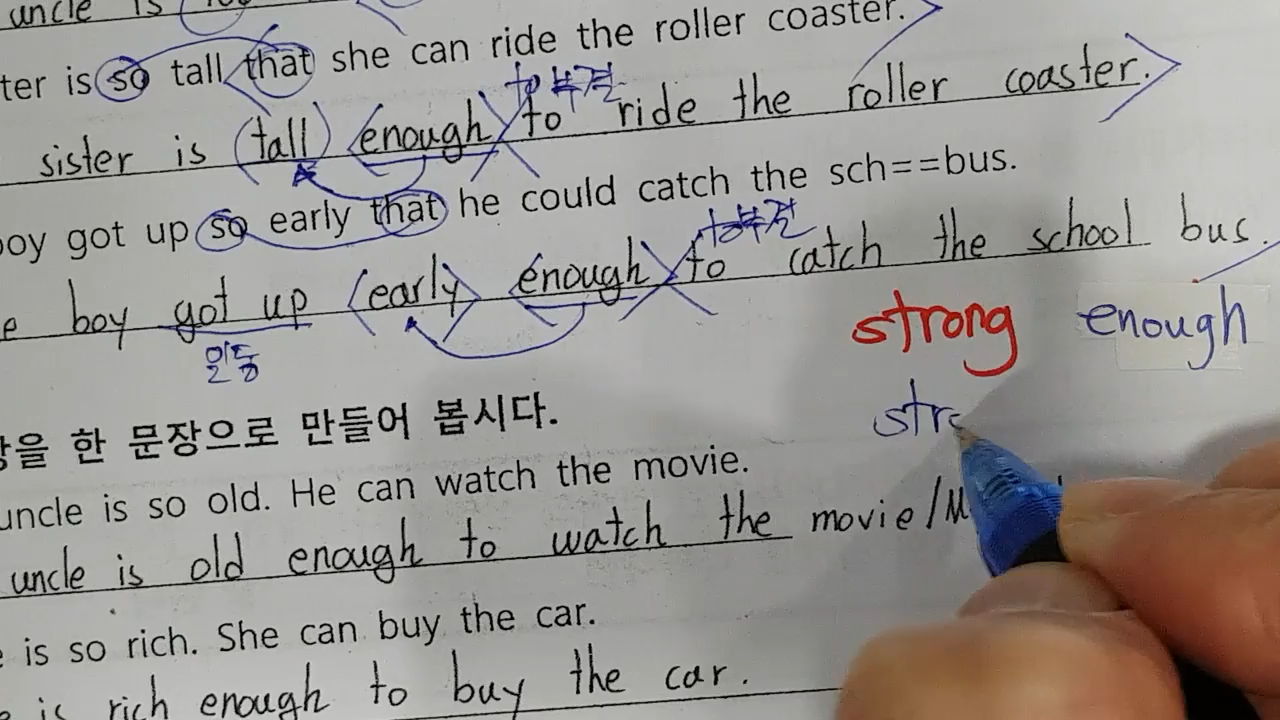 uncle is
ter is so tall that she can ride the roller coaster.
to부정
sister is (tall) enough to ride the roller coaster.
boy got up so early that he could catch the sch==bus.
to부정
e boy got up (early) enough to catch the school bus.
일동
strong enough
stro
을 한 문장으로 만들어 봅시다.
uncle is so old. He can watch the movie.
uncle is old enough to watch the movie/M
e is so rich. She can buy the car.
e is rich enough to buy the car.